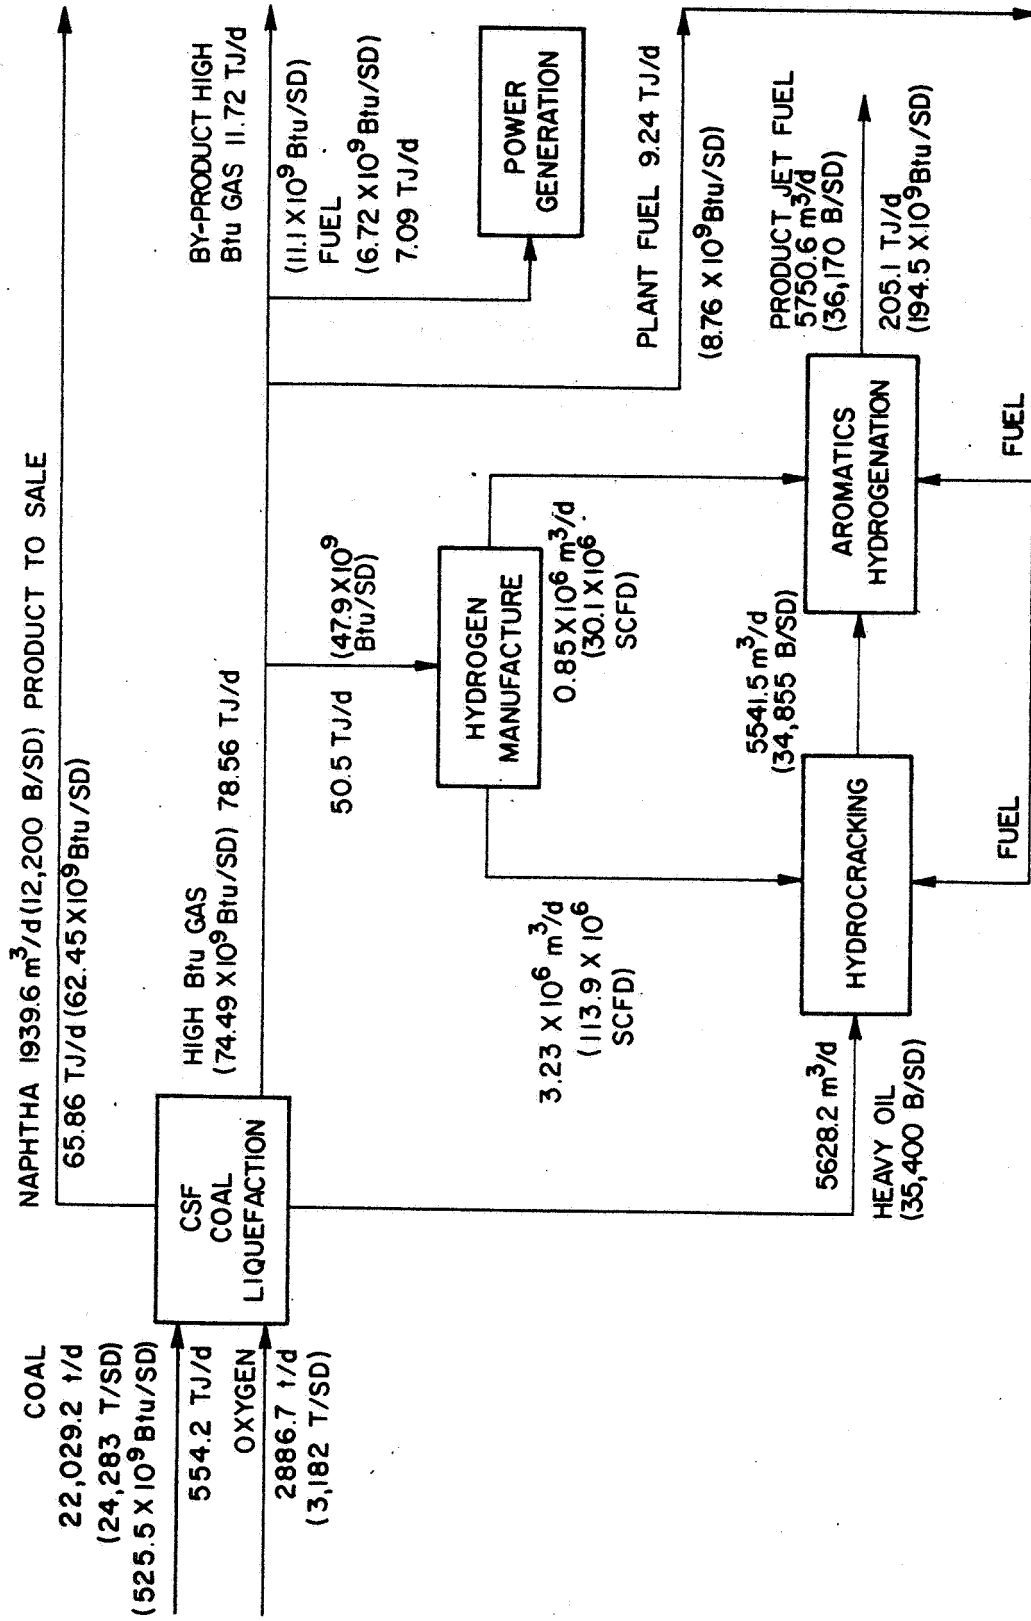 NAPHTHA 1939.6 m³/d (12,200 B/SD) PRODUCT TO SALE
65.86 TJ/d (62.45 X 10⁹ Btu/SD)
COAL
22,029.2 t/d
(24,283 T/SD)
(525.5 X 10⁹ Btu/SD)
554.2 TJ/d
OXYGEN
2886.7 t/d
(3,182 T/SD)
CSF
COAL
LIQUEFACTION
HIGH Btu GAS
(74.49 X 10⁹ Btu/SD) 78.56 TJ/d
BY-PRODUCT HIGH
Btu GAS 11.72 TJ/d
(11.1 X 10⁹ Btu/SD)
FUEL
(6.72 X 10⁹ Btu/SD)
7.09 TJ/d
POWER
GENERATION
50.5 TJ/d
(47.9 X 10⁹
Btu/SD)
HYDROGEN
MANUFACTURE
PLANT FUEL 9.24 TJ/d
(8.76 X 10⁹ Btu/SD)
3.23 X 10⁶ m³/d
(113.9 X 10⁶
SCFD)
0.85 X 10⁶ m³/d
(30.1 X 10⁶
SCFD)
5628.2 m³/d
HEAVY OIL
(35,400 B/SD)
HYDROCRACKING
5541.5 m³/d
(34,855 B/SD)
AROMATICS
HYDROGENATION
PRODUCT JET FUEL
5750.6 m³/d
(36,170 B/SD)
205.1 TJ/d
(194.5 X 10⁹ Btu/SD)
FUEL
FUEL